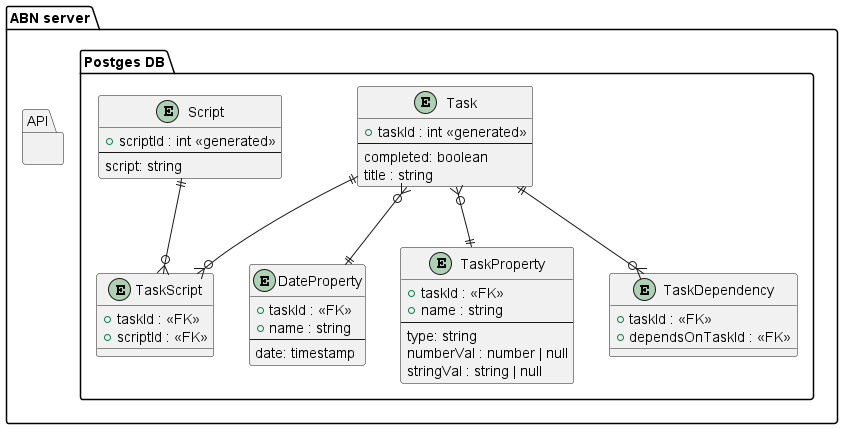 ABN server
Postges DB
API
E Script
scriptId : int «generated»
script: string
E Task
taskId : int «generated»
completed: boolean
title : string
E TaskScript
taskId : «FK»
scriptId : «FK»
E DateProperty
taskId : «FK»
name : string
date: timestamp
E TaskProperty
taskId : «FK»
name : string
type: string
numberVal : number | null
stringVal : string | null
E TaskDependency
taskId : «FK»
dependsOnTaskId : «FK»